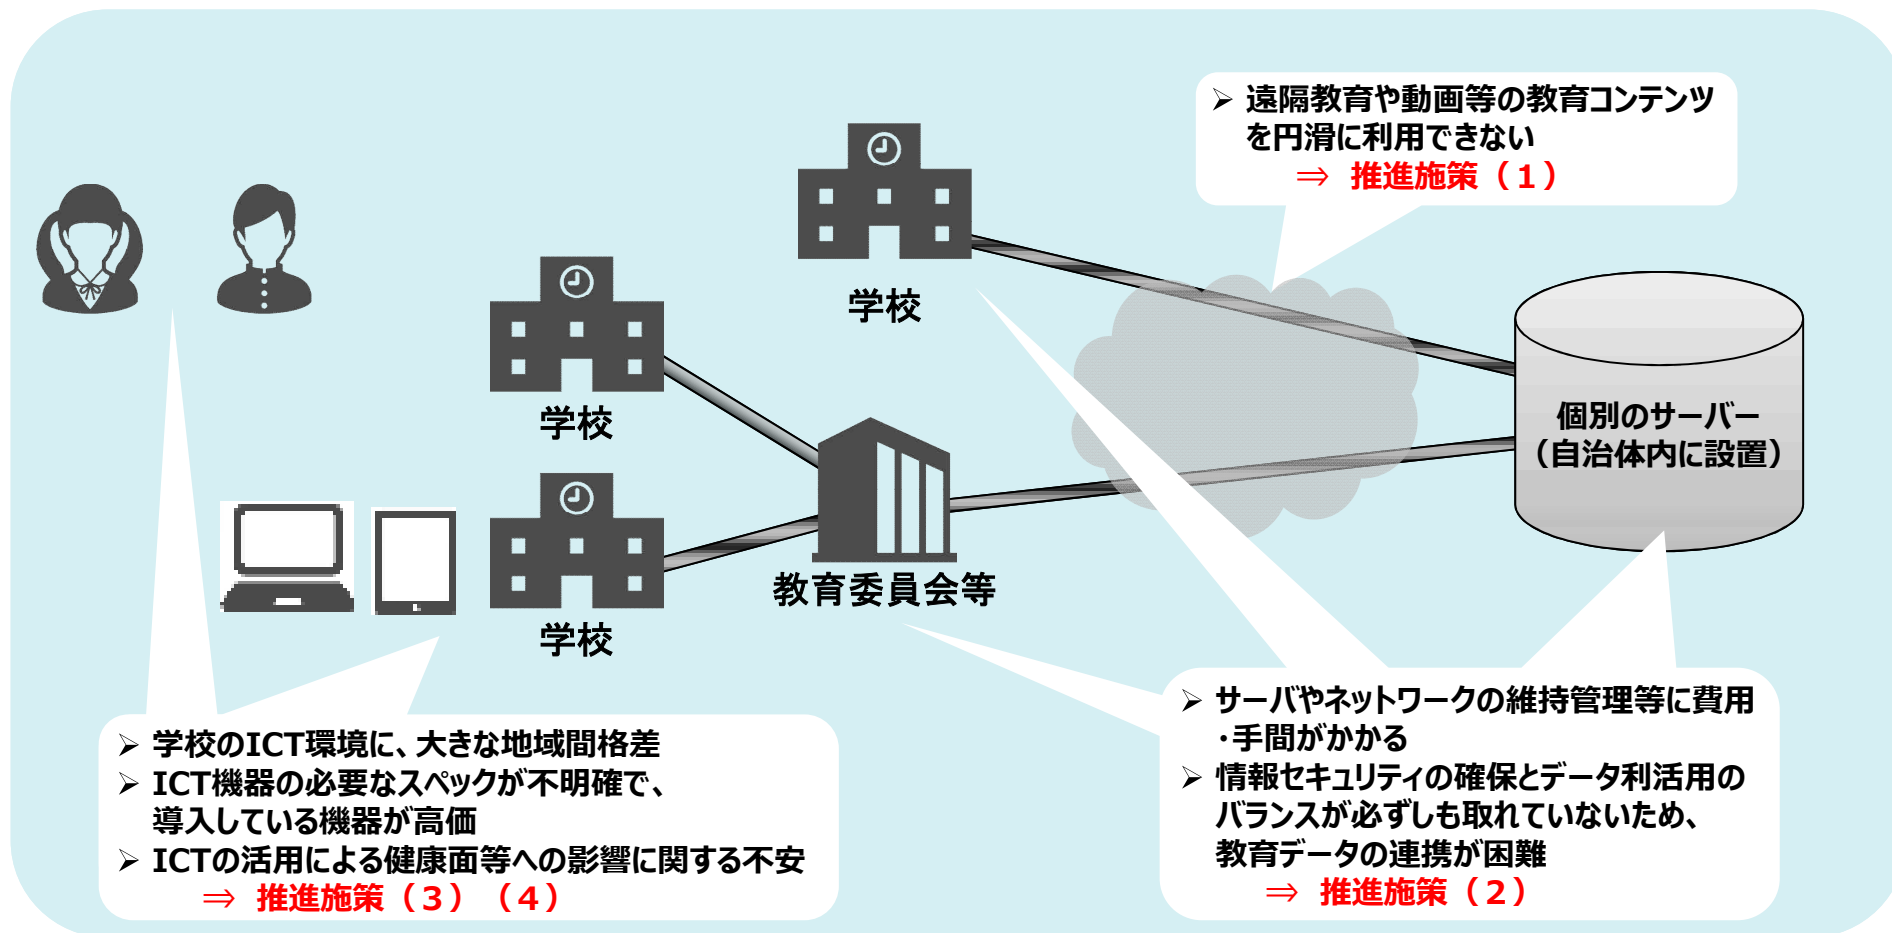 ➢ 遠隔教育や動画等の教育コンテンツ
を円滑に利用できない
⇒ 推進施策（１）
学校
学校
個別のサーバー
（自治体内に設置）
教育委員会等
学校
➢ 学校のICT環境に、大きな地域間格差
➢ ICT機器の必要なスペックが不明確で、
導入している機器が高価
➢ ICTの活用による健康面等への影響に関する不安
⇒ 推進施策（３）（４）
➢ サーバやネットワークの維持管理等に費用
・手間がかかる
➢ 情報セキュリティの確保とデータ利活用の
バランスが必ずしも取れていないため、
教育データの連携が困難
⇒ 推進施策（２）